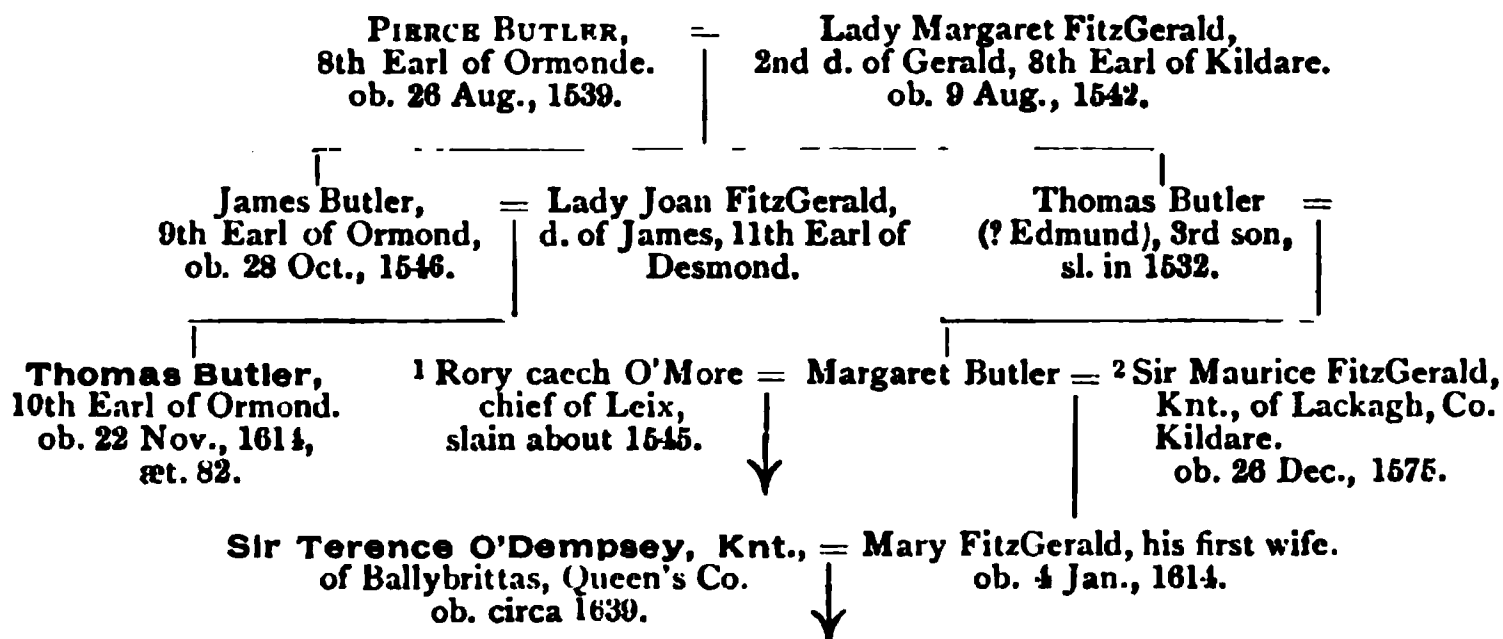 PIERCE BUTLER, = Lady Margaret FitzGerald,
8th Earl of Ormonde. 2nd d. of Gerald, 8th Earl of Kildare.
ob. 26 Aug., 1539. ob. 9 Aug., 1542.
James Butler, = Lady Joan FitzGerald, Thomas Butler =
9th Earl of Ormond, d. of James, 11th Earl of (? Edmund), 3rd son,
ob. 28 Oct., 1546. Desmond. sl. in 1532.
Thomas Butler, 1 Rory caech O'More = Margaret Butler = 2 Sir Maurice FitzGerald,
10th Earl of Ormond. chief of Leix, Knt., of Lackagh, Co.
ob. 22 Nov., 1614, slain about 1545. Kildare.
æt. 82. ob. 26 Dec., 1575.
Sir Terence O'Dempsey, Knt., = Mary FitzGerald, his first wife.
of Ballybrittas, Queen's Co. ob. 4 Jan., 1614.
ob. circa 1639.